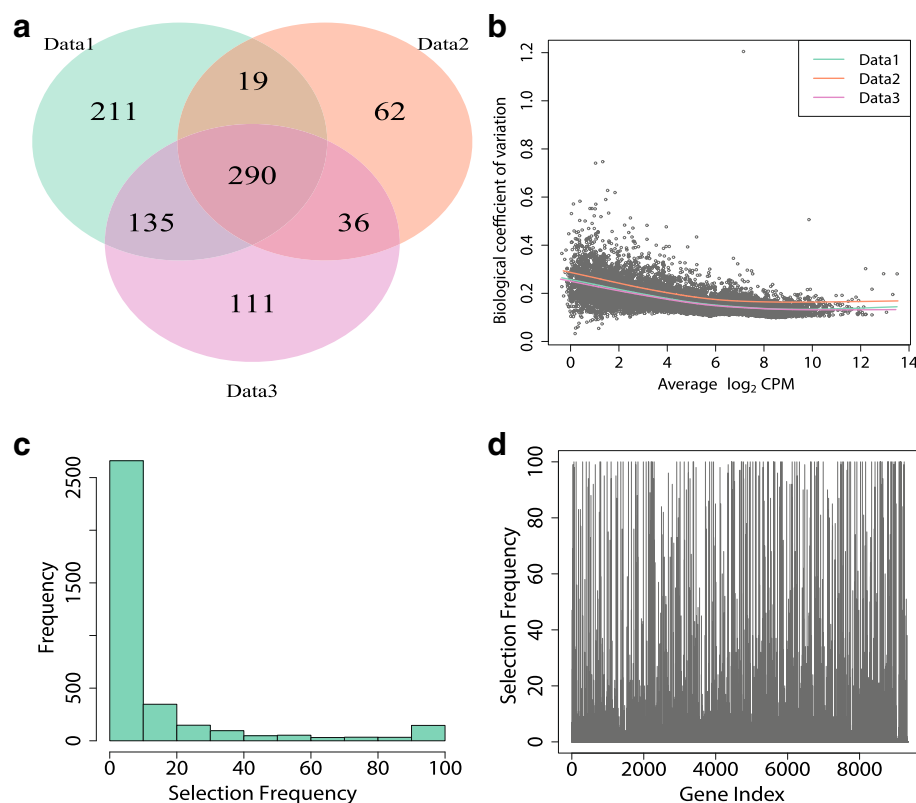 a
Data1
Data2
19
211
62
290
135
36
111
Data3
b
Data1
Data2
Data3
1.2
1.0
0.8
0.6
0.4
0.2
0.0
Biological coefficient of variation
0 2 4 6 8 10 12 14
Average log₂ CPM
c
2500
1500
500
0
Frequency
0 20 40 60 80 100
Selection Frequency
d
100
80
60
40
20
0
Selection Frequency
0 2000 4000 6000 8000
Gene Index